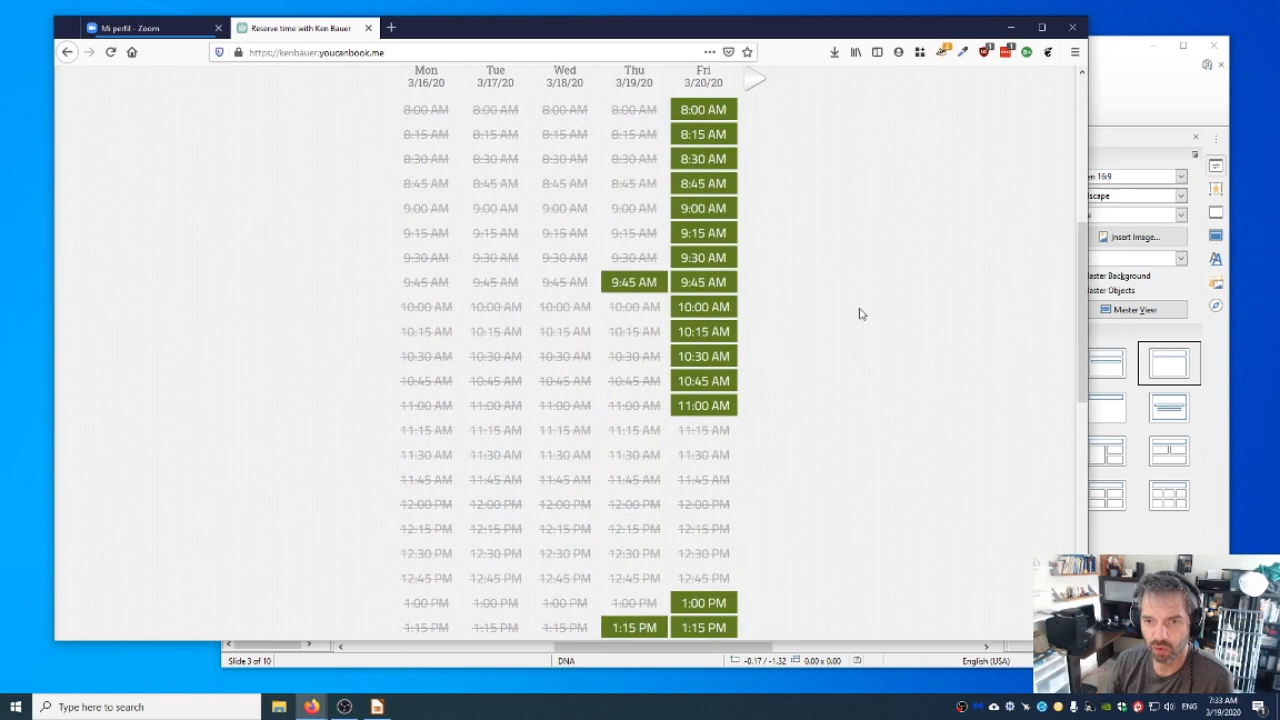 Mi perfil - Zoom
Reserve time with Ken Bauer
https://kenbauer.youcanbook.me
Mon Tue Wed Thu Fri
3/16/20 3/17/20 3/18/20 3/19/20 3/20/20
8:00 AM 8:00 AM 8:00 AM 8:00 AM 8:00 AM
8:15 AM 8:15 AM 8:15 AM 8:15 AM 8:15 AM
8:30 AM 8:30 AM 8:30 AM 8:30 AM 8:30 AM
8:45 AM 8:45 AM 8:45 AM 8:45 AM 8:45 AM
9:00 AM 9:00 AM 9:00 AM 9:00 AM 9:00 AM
9:15 AM 9:15 AM 9:15 AM 9:15 AM 9:15 AM
9:30 AM 9:30 AM 9:30 AM 9:30 AM 9:30 AM
9:45 AM 9:45 AM 9:45 AM 9:45 AM 9:45 AM
10:00 AM 10:00 AM 10:00 AM 10:00 AM 10:00 AM
10:15 AM 10:15 AM 10:15 AM 10:15 AM 10:15 AM
10:30 AM 10:30 AM 10:30 AM 10:30 AM 10:30 AM
10:45 AM 10:45 AM 10:45 AM 10:45 AM 10:45 AM
11:00 AM 11:00 AM 11:00 AM 11:00 AM 11:00 AM
11:15 AM 11:15 AM 11:15 AM 11:15 AM 11:15 AM
11:30 AM 11:30 AM 11:30 AM 11:30 AM 11:30 AM
11:45 AM 11:45 AM 11:45 AM 11:45 AM 11:45 AM
12:00 PM 12:00 PM 12:00 PM 12:00 PM 12:00 PM
12:15 PM 12:15 PM 12:15 PM 12:15 PM 12:15 PM
12:30 PM 12:30 PM 12:30 PM 12:30 PM 12:30 PM
12:45 PM 12:45 PM 12:45 PM 12:45 PM 12:45 PM
1:00 PM 1:00 PM 1:00 PM 1:00 PM 1:00 PM
1:15 PM 1:15 PM 1:15 PM 1:15 PM 1:15 PM
en 16:9
scape
Insert Image...
aster Background
aster Objects
Master View
Slide 3 of 10
DNA
-0.17 / -1.32
0.00 x 0.00
English (USA)
Type here to search
ENG
7:33 AM
3/19/2020